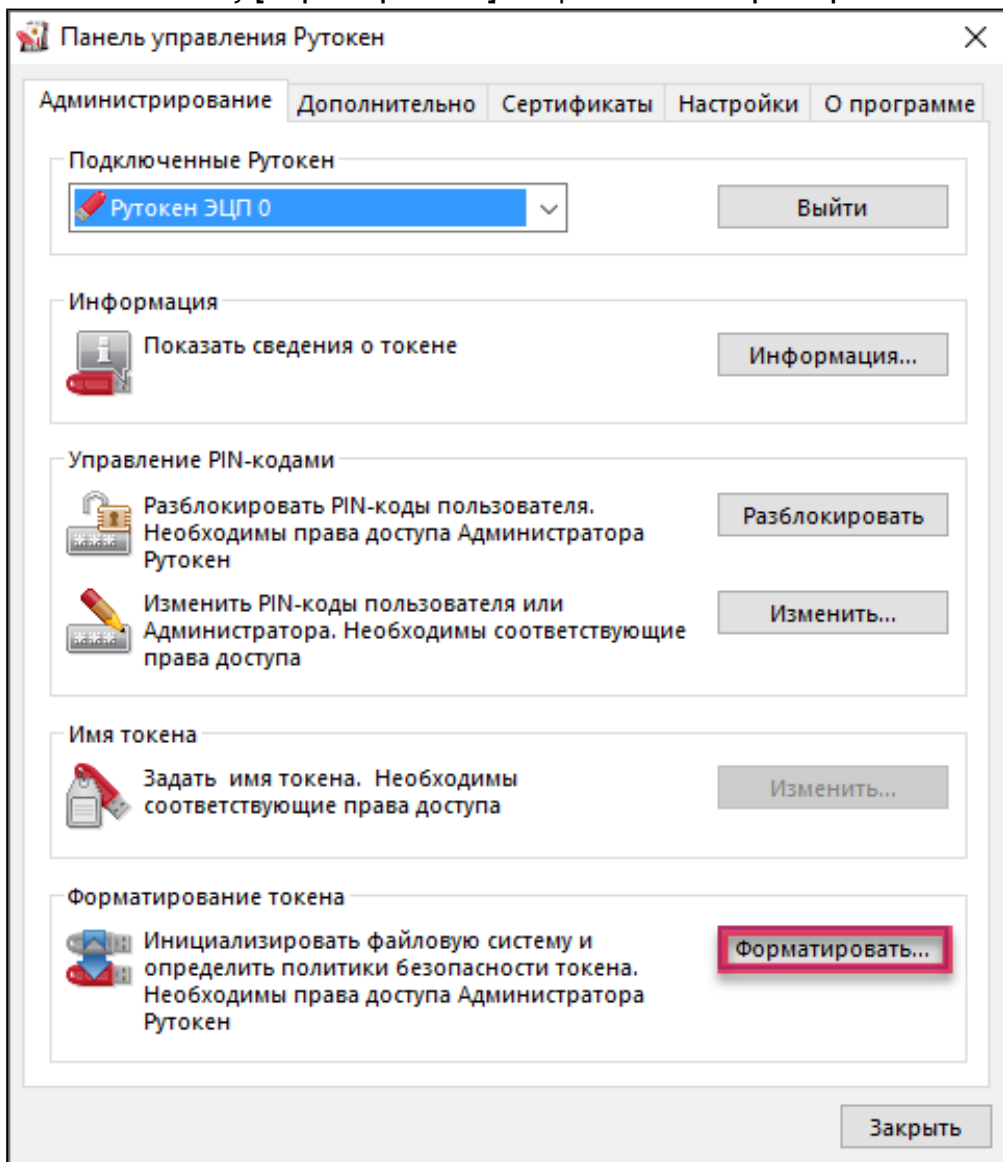 Панель управления Рутокен
Администрирование Дополнительно Сертификаты Настройки О программе
Подключенные Рутокен
Рутокен ЭЦП 0
Выйти
Информация
Показать сведения о токене
Информация...
Управление PIN-кодами
Разблокировать PIN-коды пользователя.
Необходимы права доступа Администратора
Рутокен
Разблокировать
Изменить PIN-коды пользователя или
Администратора. Необходимы соответствующие
права доступа
Изменить...
Имя токена
Задать имя токена. Необходимы
соответствующие права доступа
Изменить...
Форматирование токена
Инициализировать файловую систему и
определить политики безопасности токена.
Необходимы права доступа Администратора
Рутокен
Форматировать...
Закрыть